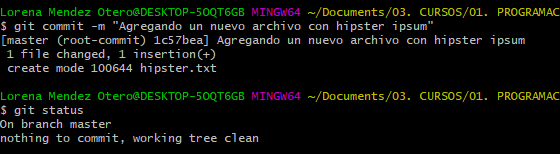 Lorena Mendez Otero@DESKTOP-5OQT6GB MINGW64 ~/Documents/03. CURSOS/01. PROGRAMAC
$ git commit -m "Agregando un nuevo archivo con hipster ipsum"
[master (root-commit) 1c57bea] Agregando un nuevo archivo con hipster ipsum
 1 file changed, 1 insertion(+)
 create mode 100644 hipster.txt
Lorena Mendez Otero@DESKTOP-5OQT6GB MINGW64 ~/Documents/03. CURSOS/01. PROGRAMAC
$ git status
On branch master
nothing to commit, working tree clean